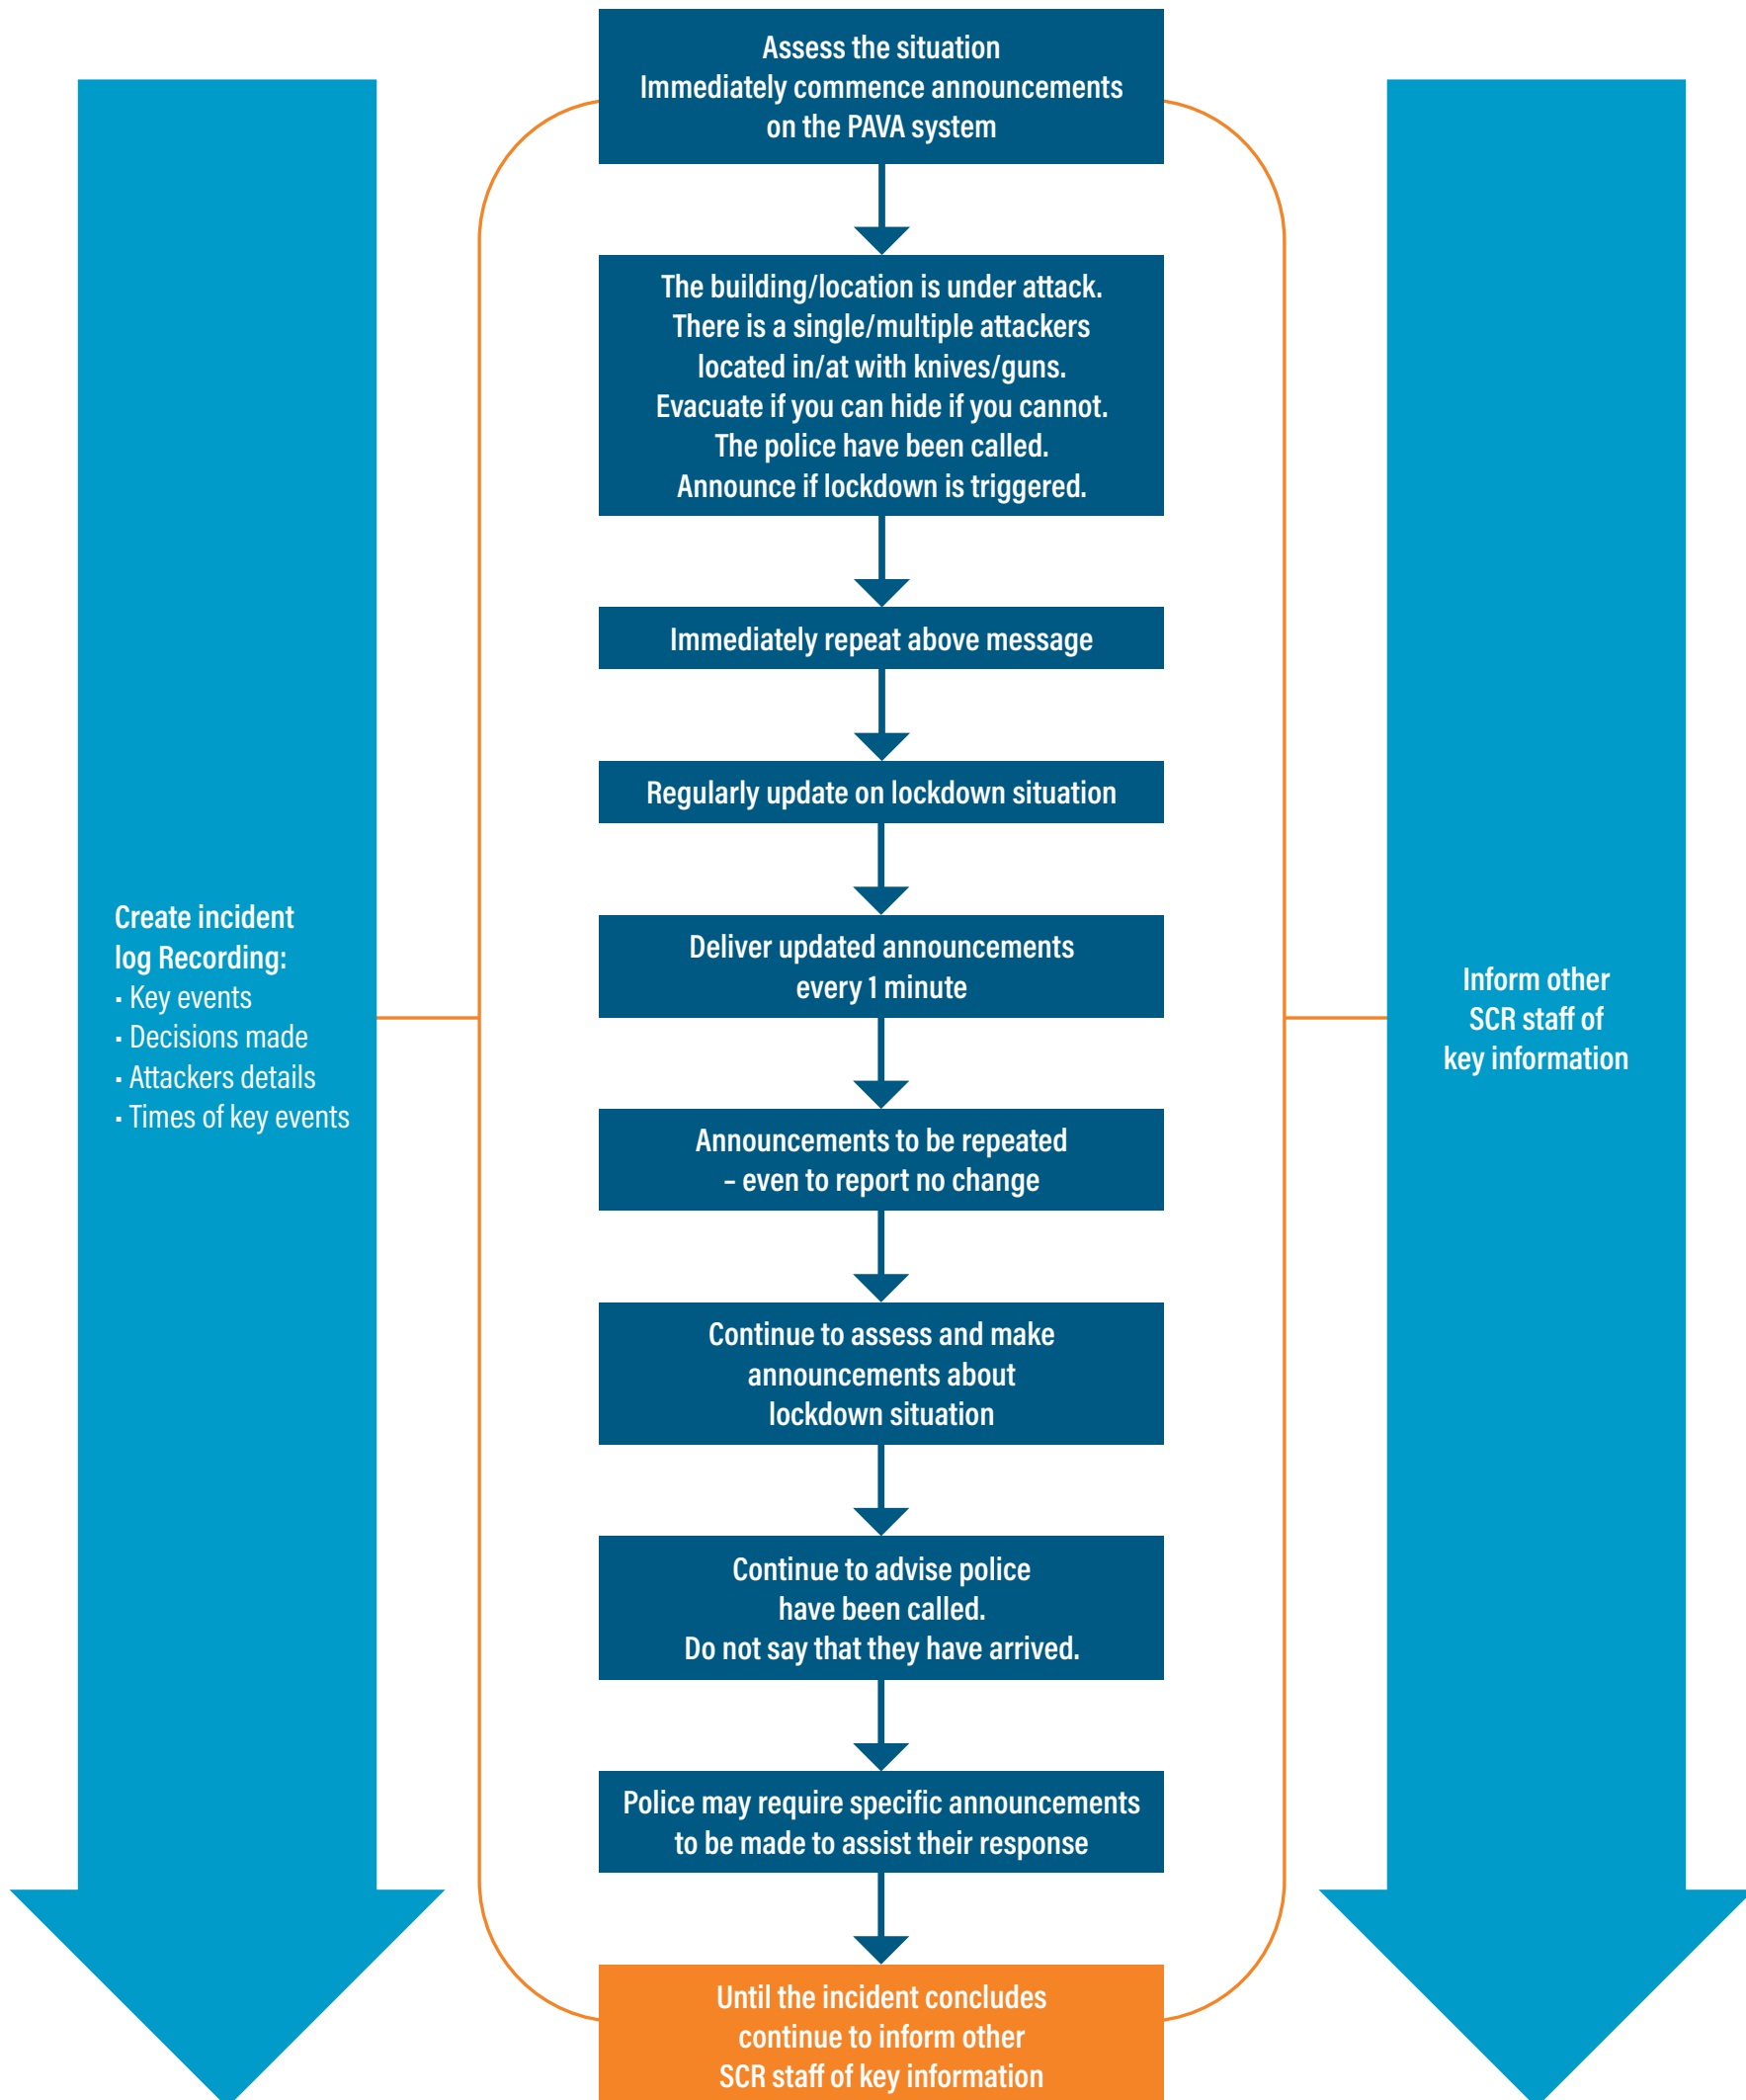 Assess the situation
Immediately commence announcements
on the PAVA system
The building/location is under attack.
There is a single/multiple attackers
located in/at with knives/guns.
Evacuate if you can hide if you cannot.
The police have been called.
Announce if lockdown is triggered.
Immediately repeat above message
Regularly update on lockdown situation
Deliver updated announcements
every 1 minute
Announcements to be repeated
– even to report no change
Continue to assess and make
announcements about
lockdown situation
Continue to advise police
have been called.
Do not say that they have arrived.
Police may require specific announcements
to be made to assist their response
Until the incident concludes
continue to inform other
SCR staff of key information
Create incident
log Recording:
• Key events
• Decisions made
• Attackers details
• Times of key events
Inform other
SCR staff of
key information